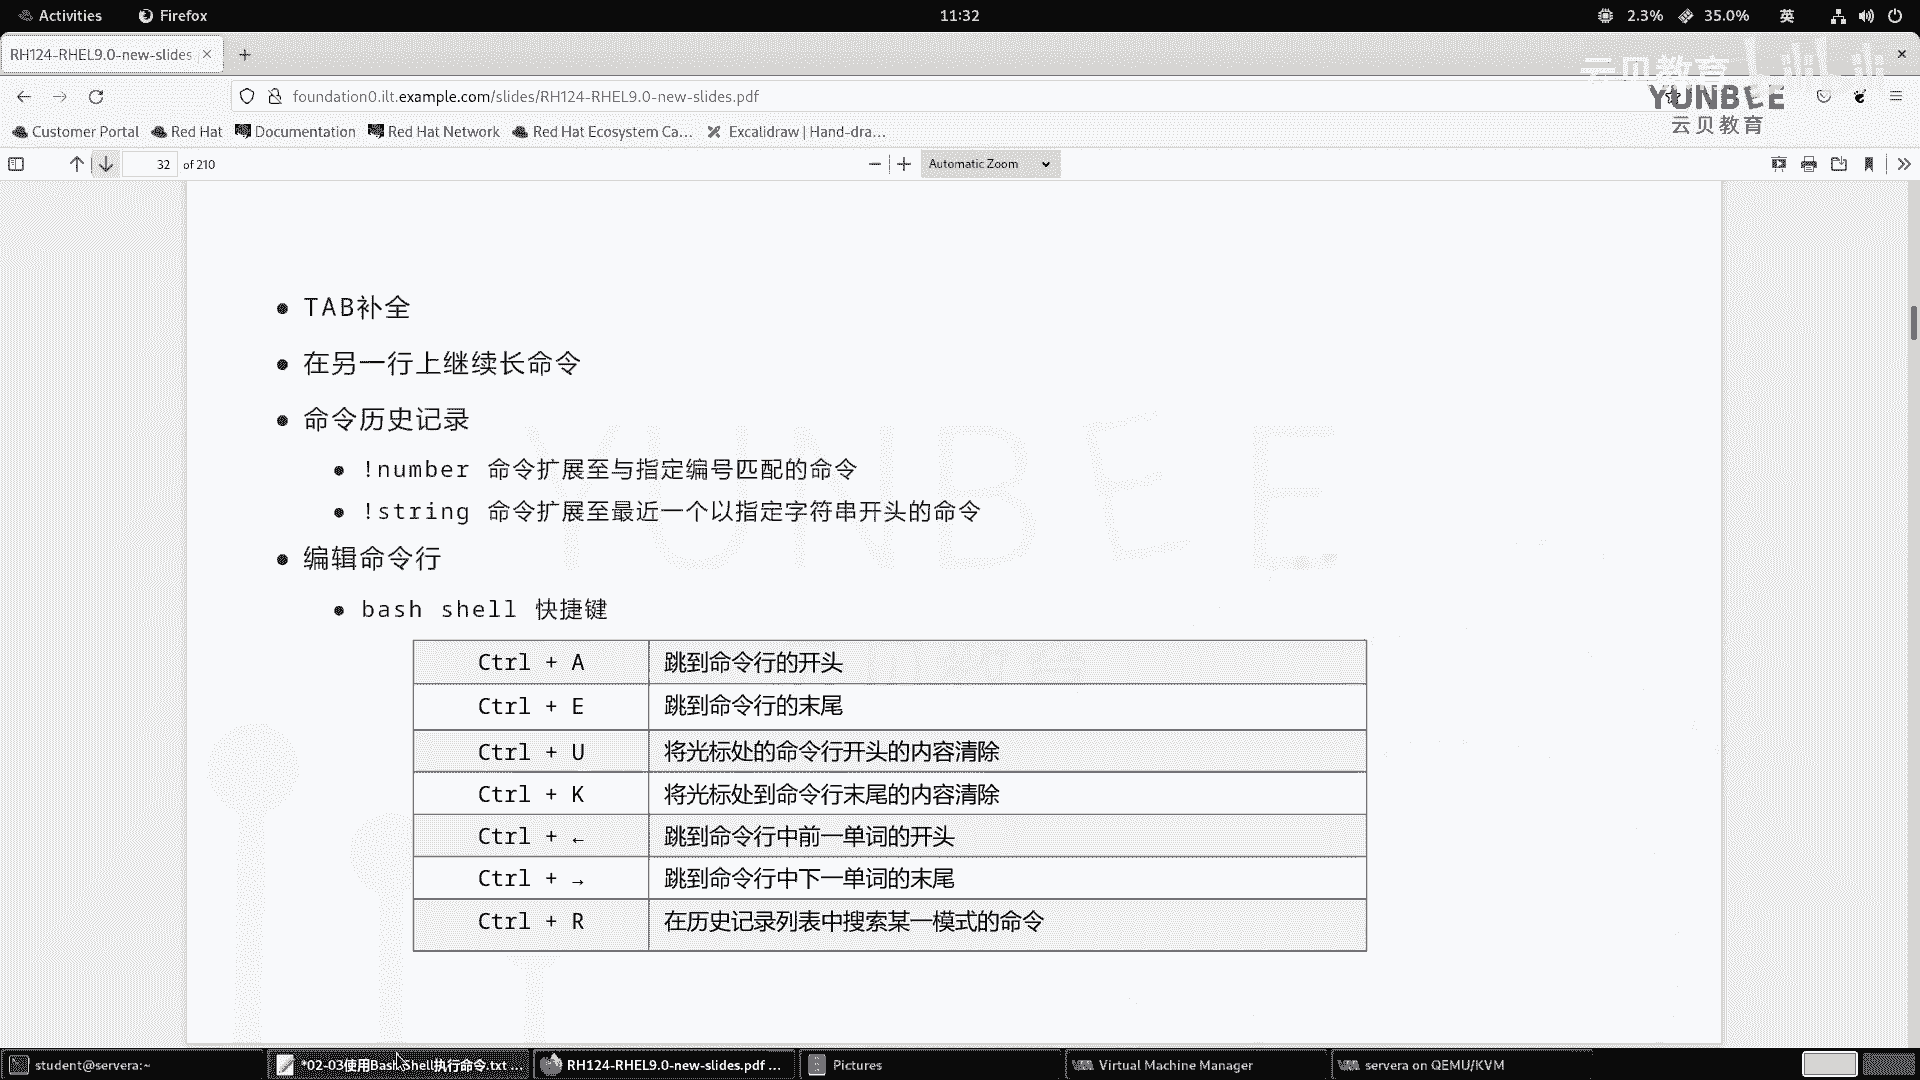 Activities Firefox 11:32 2.3% 35.0% 英
RH124-RHEL9.0-new-slides
云贝教育
foundation0.ilt.example.com/slides/RH124-RHEL9.0-new-slides.pdf
YUNBEE
云贝教育
Customer Portal Red Hat Documentation Red Hat Network Red Hat Ecosystem Ca... Excalidraw | Hand-dra...
32 of 210 Automatic Zoom
TAB补全
在另一行上继续长命令
命令历史记录
!number 命令扩展至与指定编号匹配的命令
!string 命令扩展至最近一个以指定字符串开头的命令
YUNBEE
编辑命令行
bash shell 快捷键
Ctrl + A 跳到命令行的开头
Ctrl + E 跳到命令行的末尾
Ctrl + U 将光标处的命令行开头的内容清除
Ctrl + K 将光标处到命令行末尾的内容清除
Ctrl + ← 跳到命令行中前一单词的开头
Ctrl + → 跳到命令行中下一单词的末尾
Ctrl + R 在历史记录列表中搜索某一模式的命令
student@servera:~ *02-03使用Bash Shell执行命令.txt ... RH124-RHEL9.0-new-slides.pdf ... Pictures Virtual Machine Manager servera on QEMU/KVM